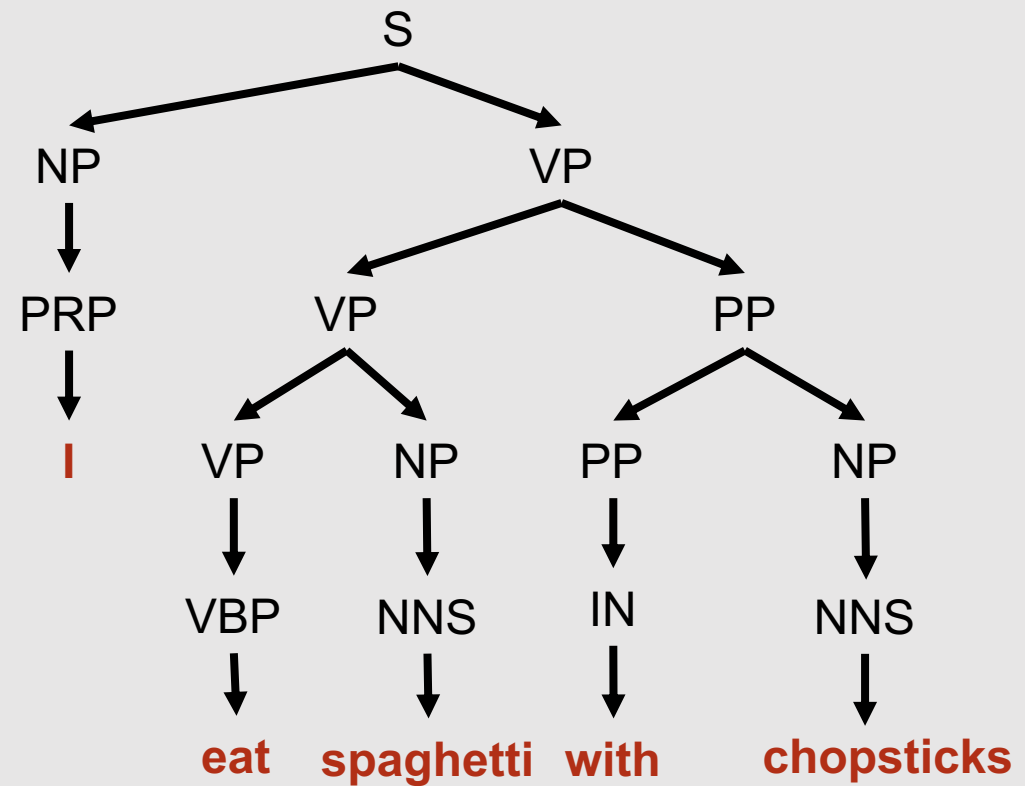 S
NP VP
PRP VP PP
I VP NP PP NP
VBP NNS IN NNS
eat spaghetti with chopsticks